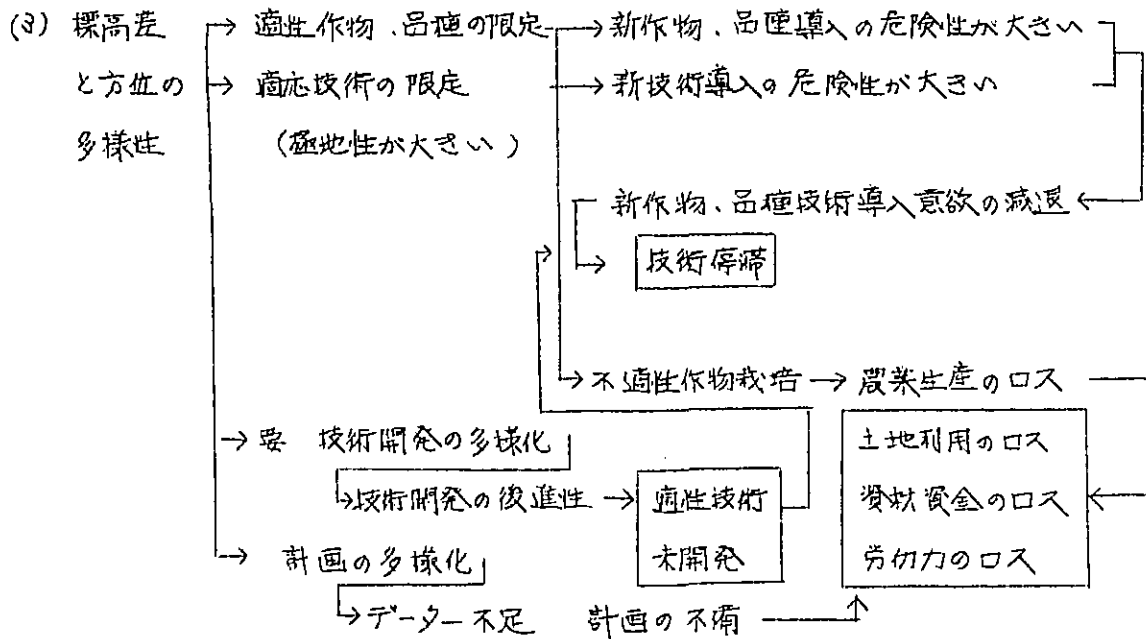 (3) 標高差 → 適性作物、品種の限定 → 新作物、品種導入の危険性が大きい
と方位の → 適応技術の限定 → 新技術導入の危険性が大きい
多様性 (極地性が大きい)
新作物、品種技術導入意欲の減退 ←
→ 技術停滞
→ 不適性作物栽培 → 農業生産のロス
→ 要 技術開発の多様化 土地利用のロス
→ 技術開発の後進性 → 適性技術 資材資金のロス ←
→ 計画の多様化 未開発 労仂力のロス
→ データー不足 計画の不備 →